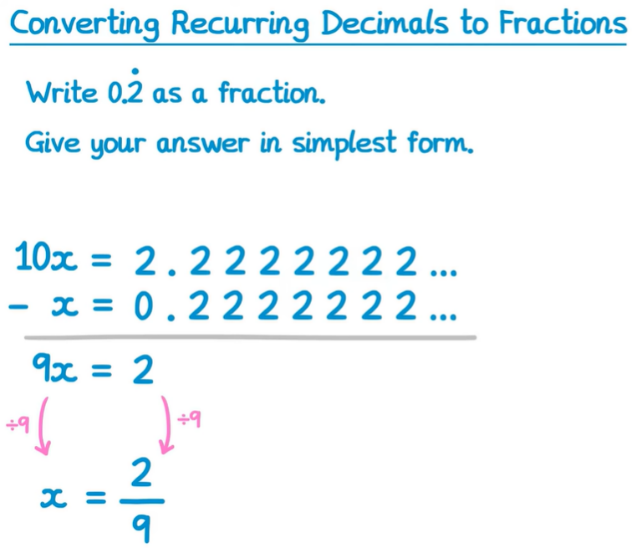 Converting Recurring Decimals to Fractions
Write 0.2̇ as a fraction.
Give your answer in simplest form.
10x = 2.2222222...
- x = 0.2222222...
9x = 2
÷9 ÷9
x = 2/9